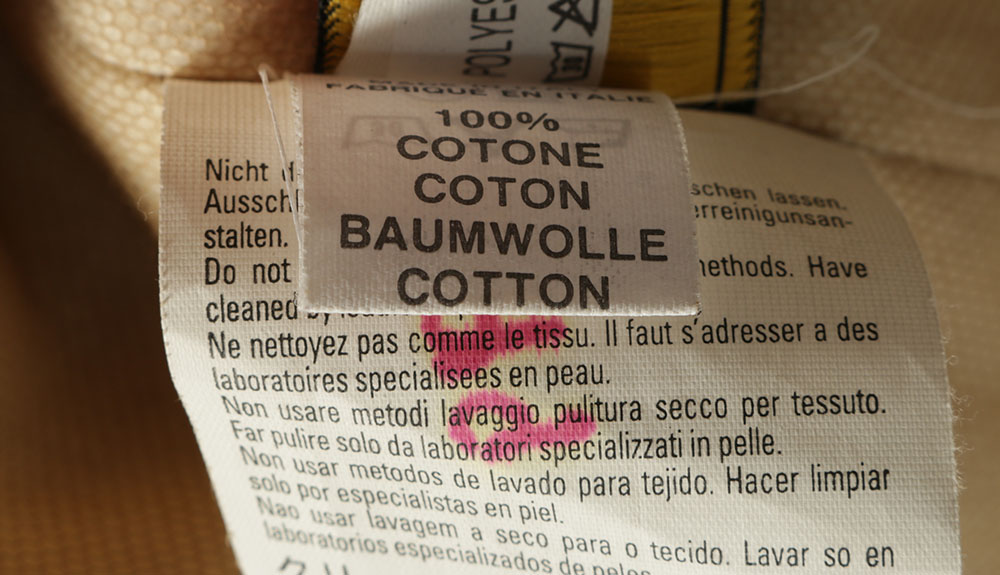 POLYES
FABRIQUE EN ITALIE
100%
COTONE
COTON
BAUMWOLLE
COTTON
Nicht
Aussch schen lassen.
stalten. erreinigunsan-
Do not methods. Have
cleaned by
Ne nettoyez pas comme le tissu. Il faut s'adresser a des
laboratoires specialisees en peau.
Non usare metodi lavaggio pulitura secco per tessuto.
Far pulire solo da laboratori specializzati in pelle.
Non usar metodos de lavado para tejido. Hacer limpiar
solo por especialistas en piel.
Nao usar lavagem a seco para o tecido. Lavar so en
laboratorios especializados de